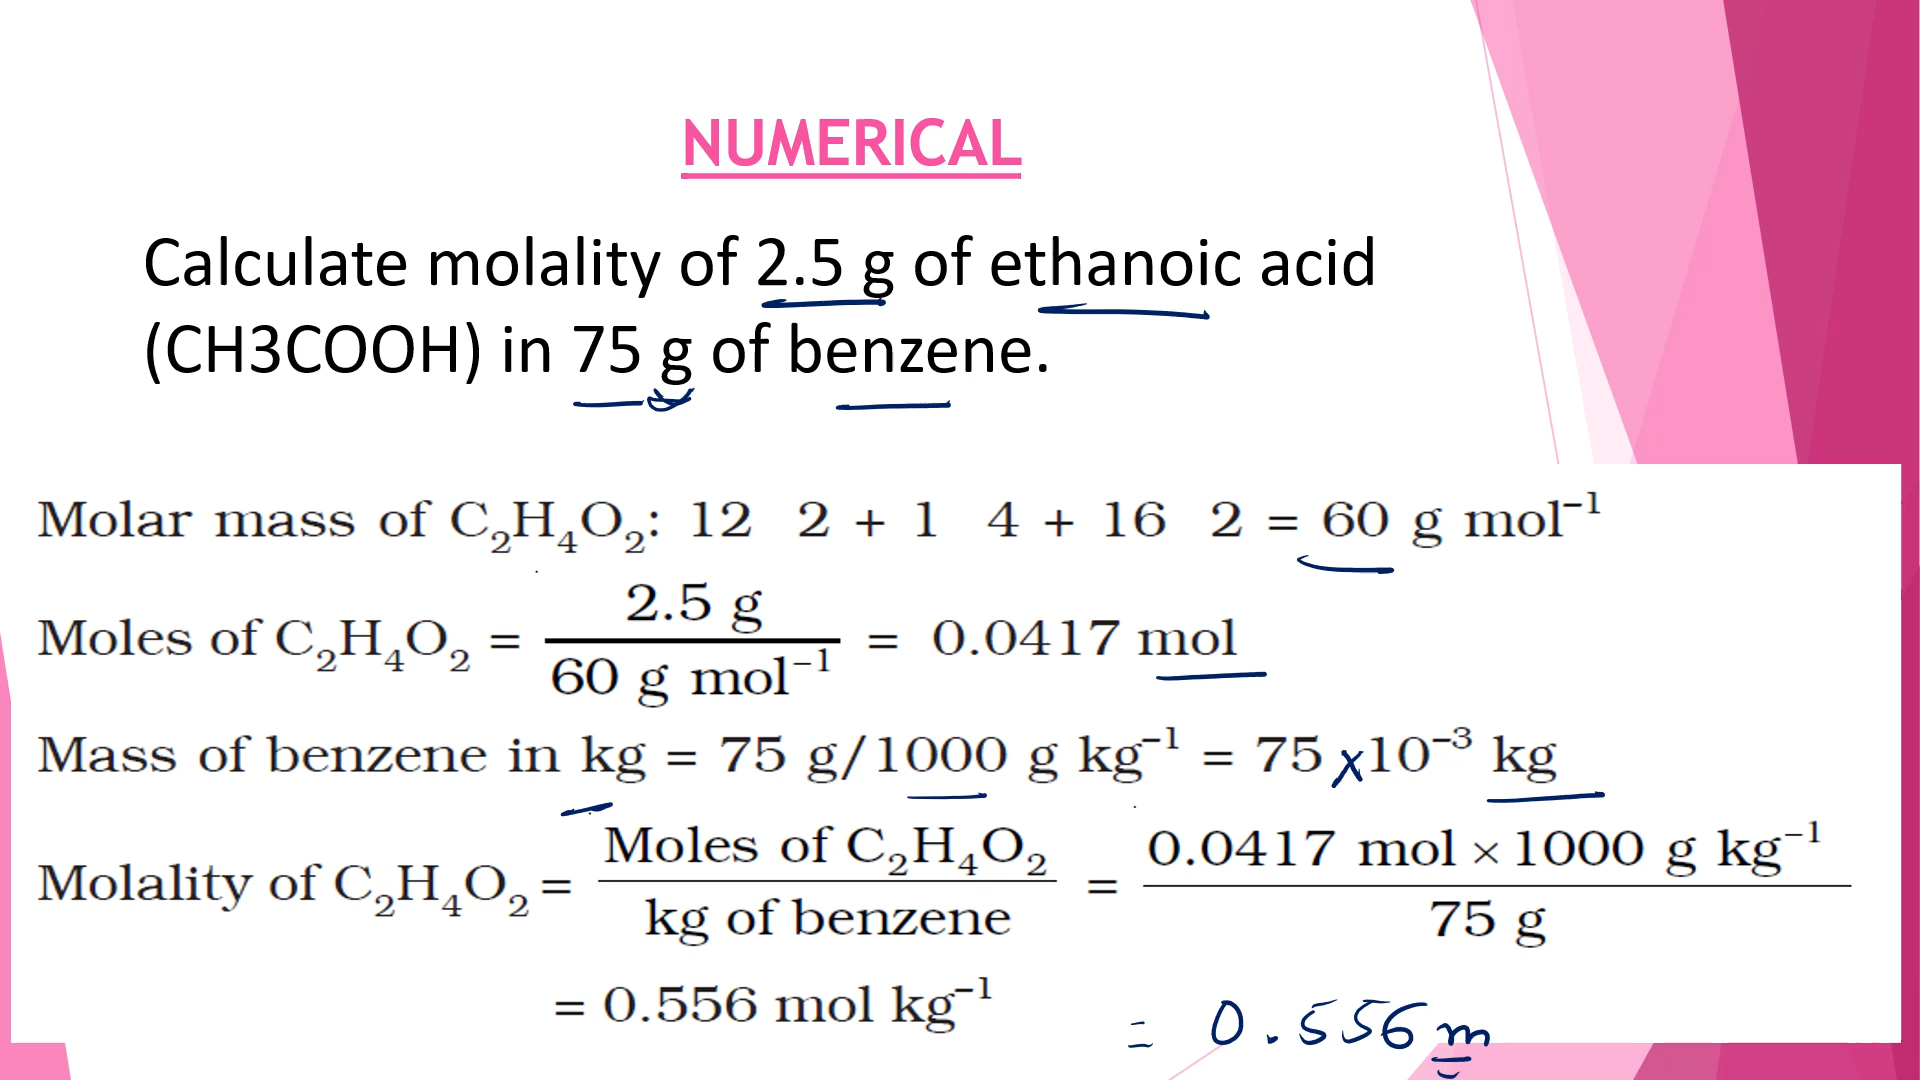 NUMERICAL
Calculate molality of 2.5 g of ethanoic acid
(CH3COOH) in 75 g of benzene.
Molar mass of C₂H₄O₂: 12 2 + 1 4 + 16 2 = 60 g mol⁻¹
Moles of C₂H₄O₂ = 2.5 g / 60 g mol⁻¹ = 0.0417 mol
Mass of benzene in kg = 75 g/1000 g kg⁻¹ = 75 ×10⁻³ kg
Molality of C₂H₄O₂ = Moles of C₂H₄O₂ / kg of benzene = 0.0417 mol × 1000 g kg⁻¹ / 75 g
= 0.556 mol kg⁻¹ = 0.556 m